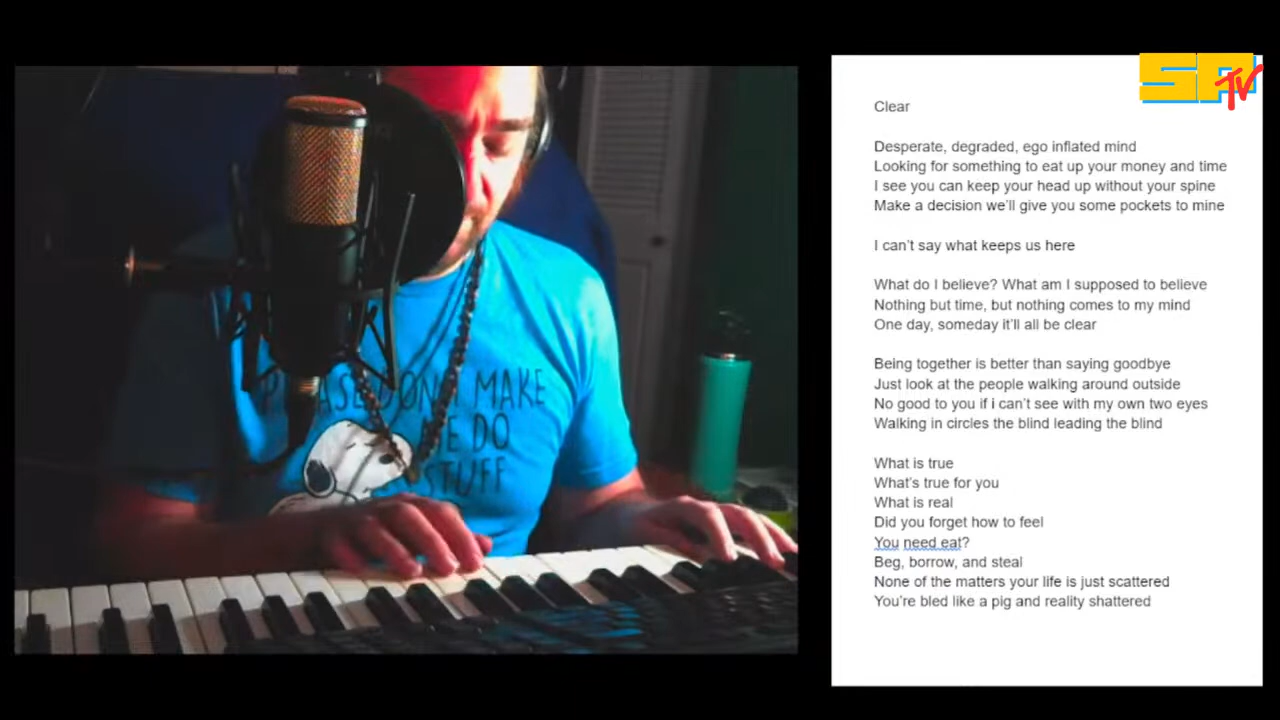 SP
TV
Clear
Desperate, degraded, ego inflated mind
Looking for something to eat up your money and time
I see you can keep your head up without your spine
Make a decision we'll give you some pockets to mine
I can't say what keeps us here
What do I believe? What am I supposed to believe
Nothing but time, but nothing comes to my mind
One day, someday it'll all be clear
Being together is better than saying goodbye
Just look at the people walking around outside
No good to you if i can't see with my own two eyes
Walking in circles the blind leading the blind
What is true
What's true for you
What is real
Did you forget how to feel
You need eat?
Beg, borrow, and steal
None of the matters your life is just scattered
You're bled like a pig and reality shattered
MAKE
DO
STUFF